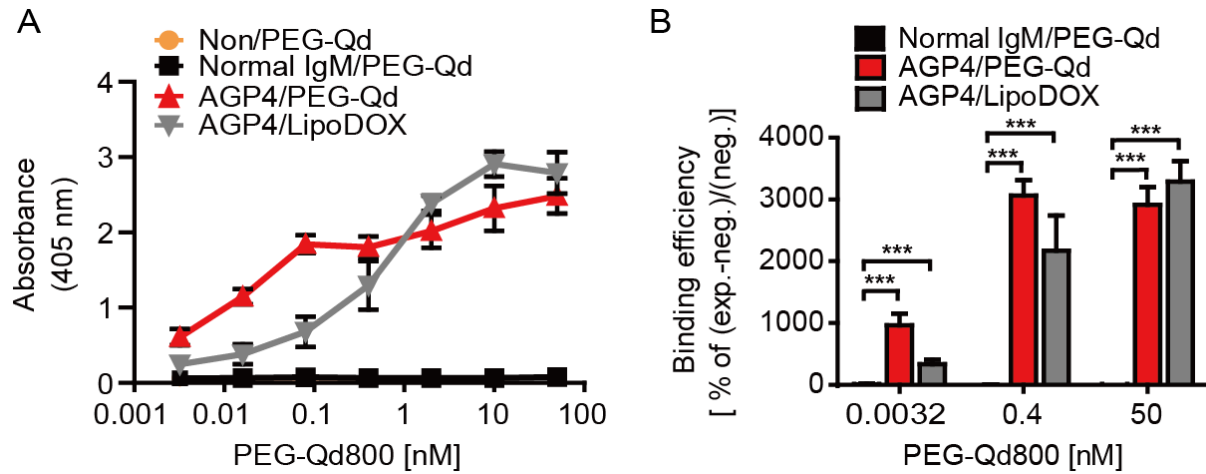 A
Non/PEG-Qd
Normal IgM/PEG-Qd
AGP4/PEG-Qd
AGP4/LipoDOX
Absorbance
(405 nm)
4
3
2
1
0
0.001 0.01 0.1 1 10 100
PEG-Qd800 [nM]
B
Normal IgM/PEG-Qd
AGP4/PEG-Qd
AGP4/LipoDOX
Binding efficiency
[ % of (exp.-neg.)/(neg.)]
4000
3000
2000
1000
0
***
***
***
***
***
***
0.0032 0.4 50
PEG-Qd800 [nM]